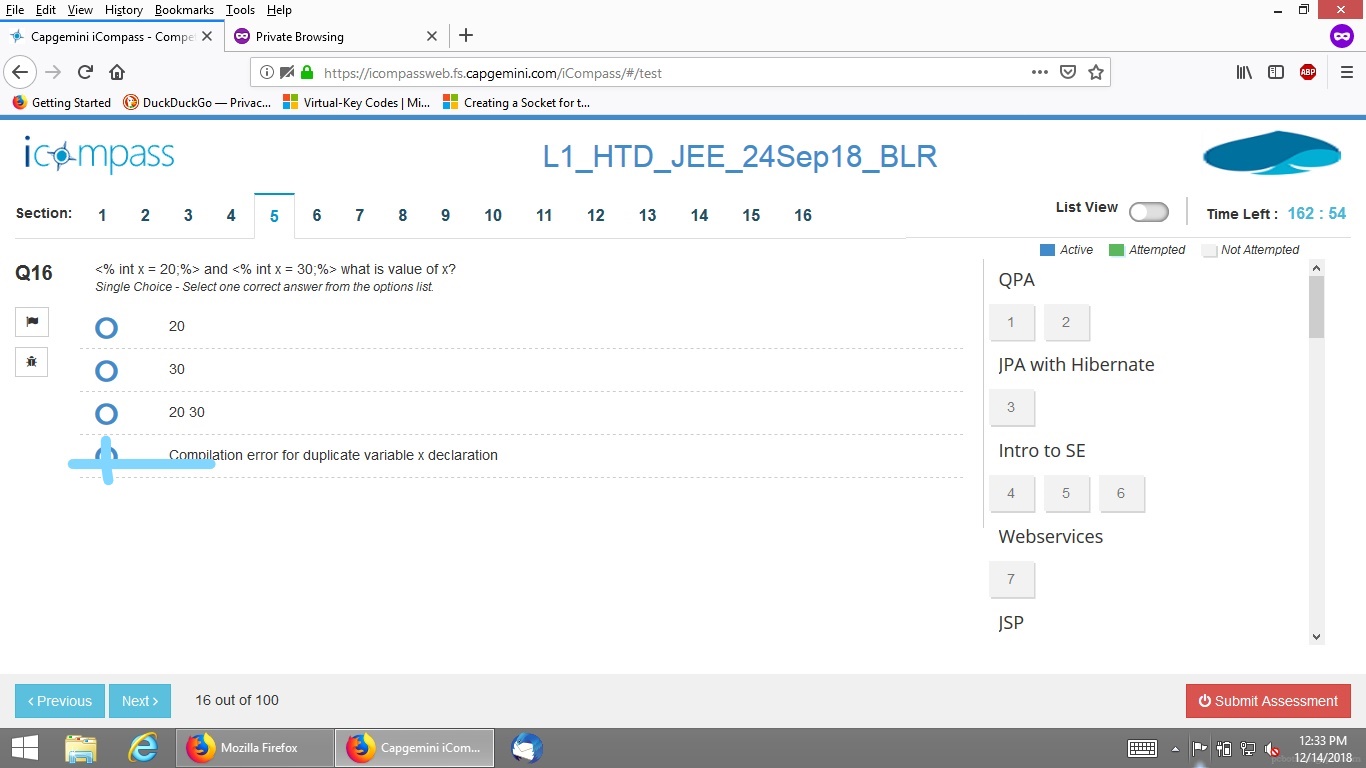 File Edit View History Bookmarks Tools Help
Capgemini iCompass - Compe
Private Browsing
https://icompassweb.fs.capgemini.com/iCompass/#/test
ABP
Getting Started
DuckDuckGo — Privac...
Virtual-Key Codes | Mi...
Creating a Socket for t...
icompass
L1_HTD_JEE_24Sep18_BLR
Section: 1 2 3 4 5 6 7 8 9 10 11 12 13 14 15 16
List View
Time Left : 162 : 54
Active Attempted Not Attempted
Q16
<% int x = 20;%> and <% int x = 30;%> what is value of x?
Single Choice - Select one correct answer from the options list.
20
30
20 30
Compilation error for duplicate variable x declaration
QPA
1 2
JPA with Hibernate
3
Intro to SE
4 5 6
Webservices
7
JSP
‹ Previous
Next ›
16 out of 100
Submit Assessment
Mozilla Firefox
Capgemini iCom...
12:33 PM
12/14/2018